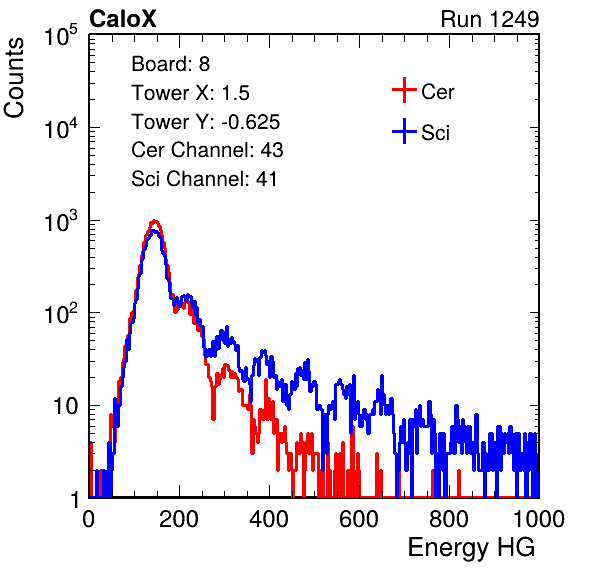 CaloX Run 1249
Counts
Board: 8
Tower X: 1.5
Tower Y: -0.625
Cer Channel: 43
Sci Channel: 41
Cer
Sci
10^5
10^4
10^3
10^2
10
1
0 200 400 600 800 1000
Energy HG